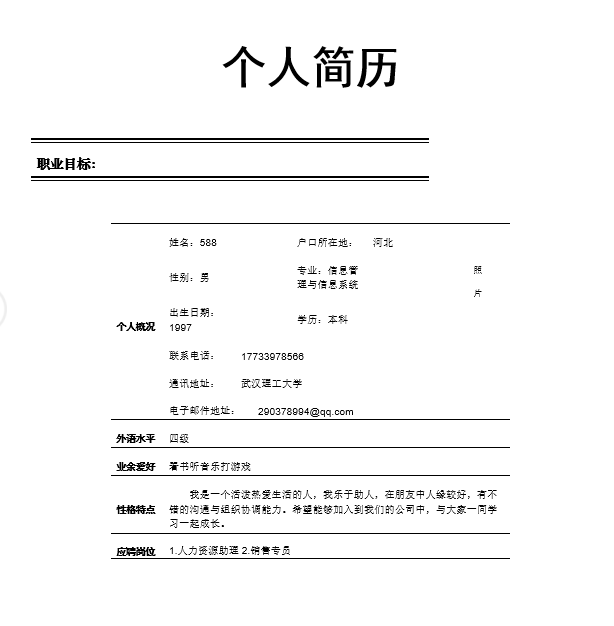 个人简历
职业目标:
姓名：588 户口所在地： 河北
性别：男 专业：信息管
理与信息系统
照
片
出生日期：
1997
学历：本科
个人概况
联系电话： 17733978566
通讯地址： 武汉理工大学
电子邮件地址： 290378994@qq.com
外语水平 四级
业余爱好 看书听音乐打游戏
我是一个活泼热爱生活的人，我乐于助人，在朋友中人缘较好，有不
性格特点 错的沟通与组织协调能力。希望能够加入到我们的公司中，与大家一同学
习一起成长。
应聘岗位 1.人力资源助理 2.销售专员